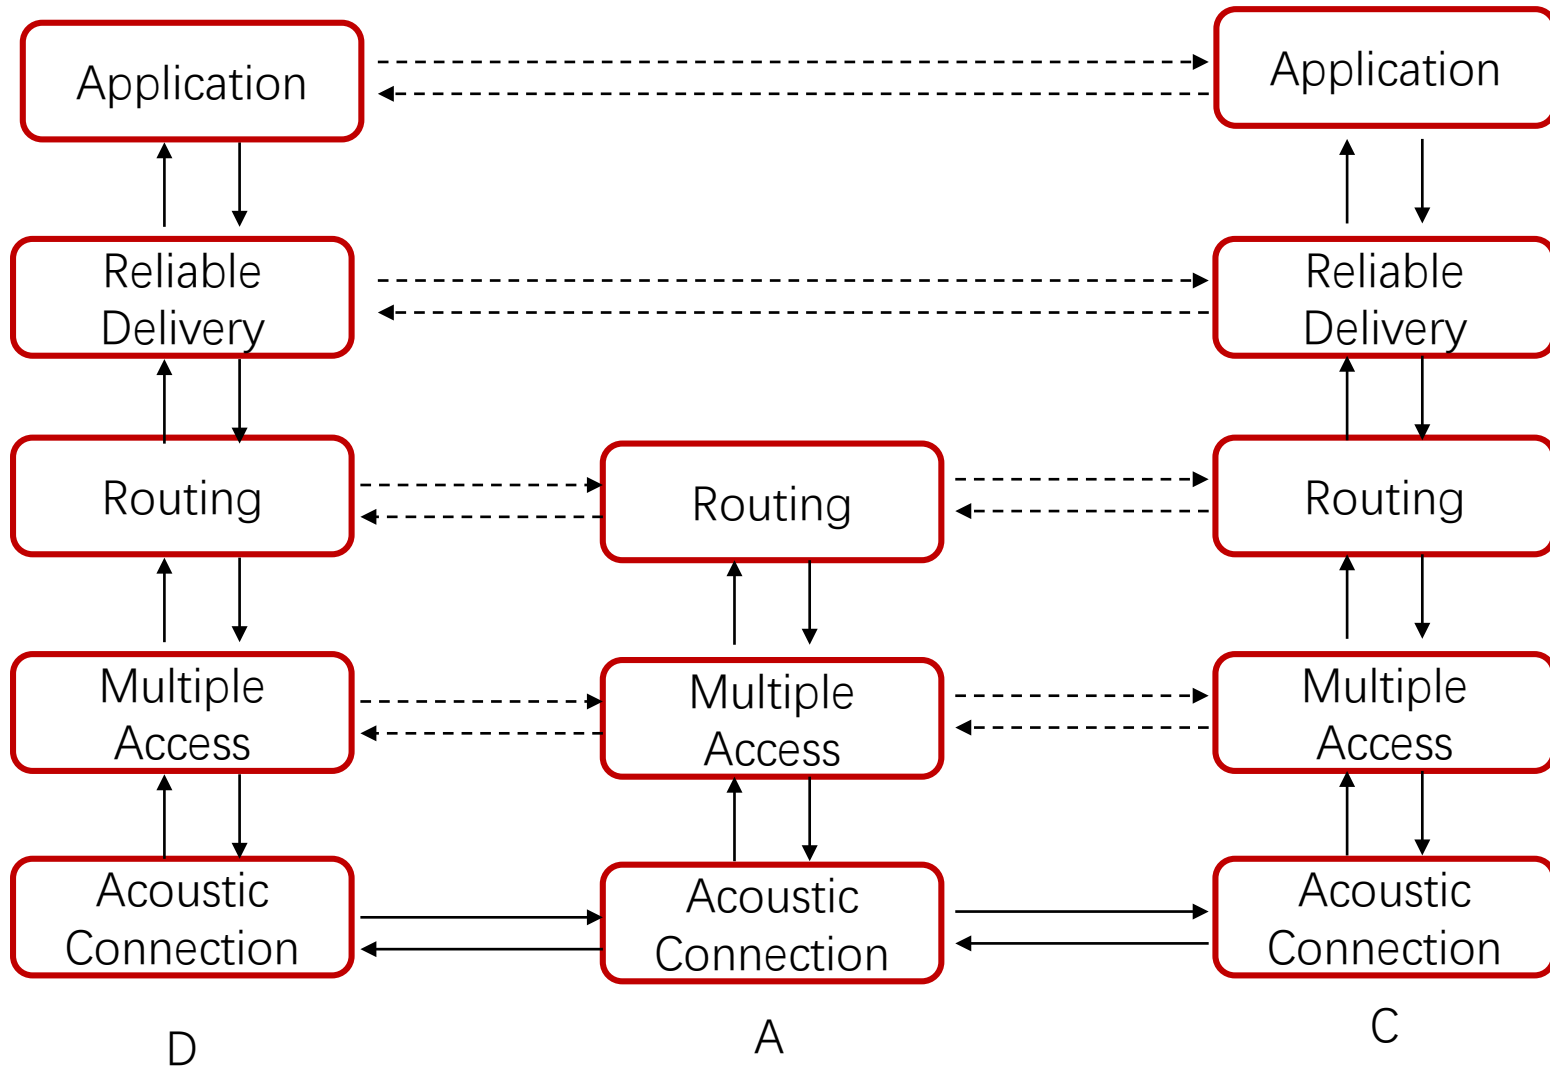 Application
Application
Reliable
Delivery
Reliable
Delivery
Routing
Routing
Routing
Multiple
Access
Multiple
Access
Multiple
Access
Acoustic
Connection
Acoustic
Connection
Acoustic
Connection
D
A
C